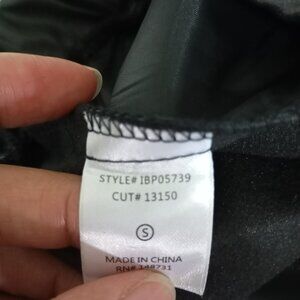 STYLE# IBP05739
CUT# 13150
S
MADE IN CHINA
RN# 148731